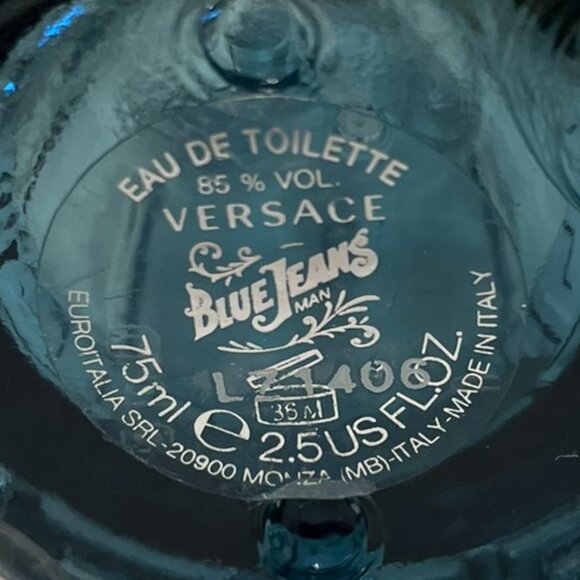 EAU DE TOILETTE
85 % VOL.
VERSACE
BLUE JEANS
MAN
LZ1406
36 M
75ml e 2.5 US FL.OZ.
EUROITALIA SRL-20900 MONZA (MB)-ITALY-MADE IN ITALY